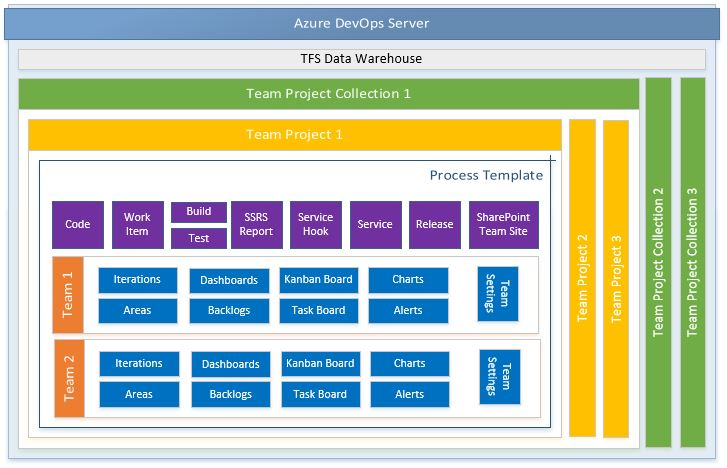 Azure DevOps Server
TFS Data Warehouse
Team Project Collection 1
Team Project 1
Process Template
Code
Work
Item
Build
Test
SSRS
Report
Service
Hook
Service
Release
SharePoint
Team Site
Team 1
Iterations
Dashboards
Kanban Board
Charts
Areas
Backlogs
Task Board
Alerts
Team
Settings
Team 2
Iterations
Dashboards
Kanban Board
Charts
Areas
Backlogs
Task Board
Alerts
Team
Settings
Team Project 2
Team Project 3
Team Project Collection 2
Team Project Collection 3